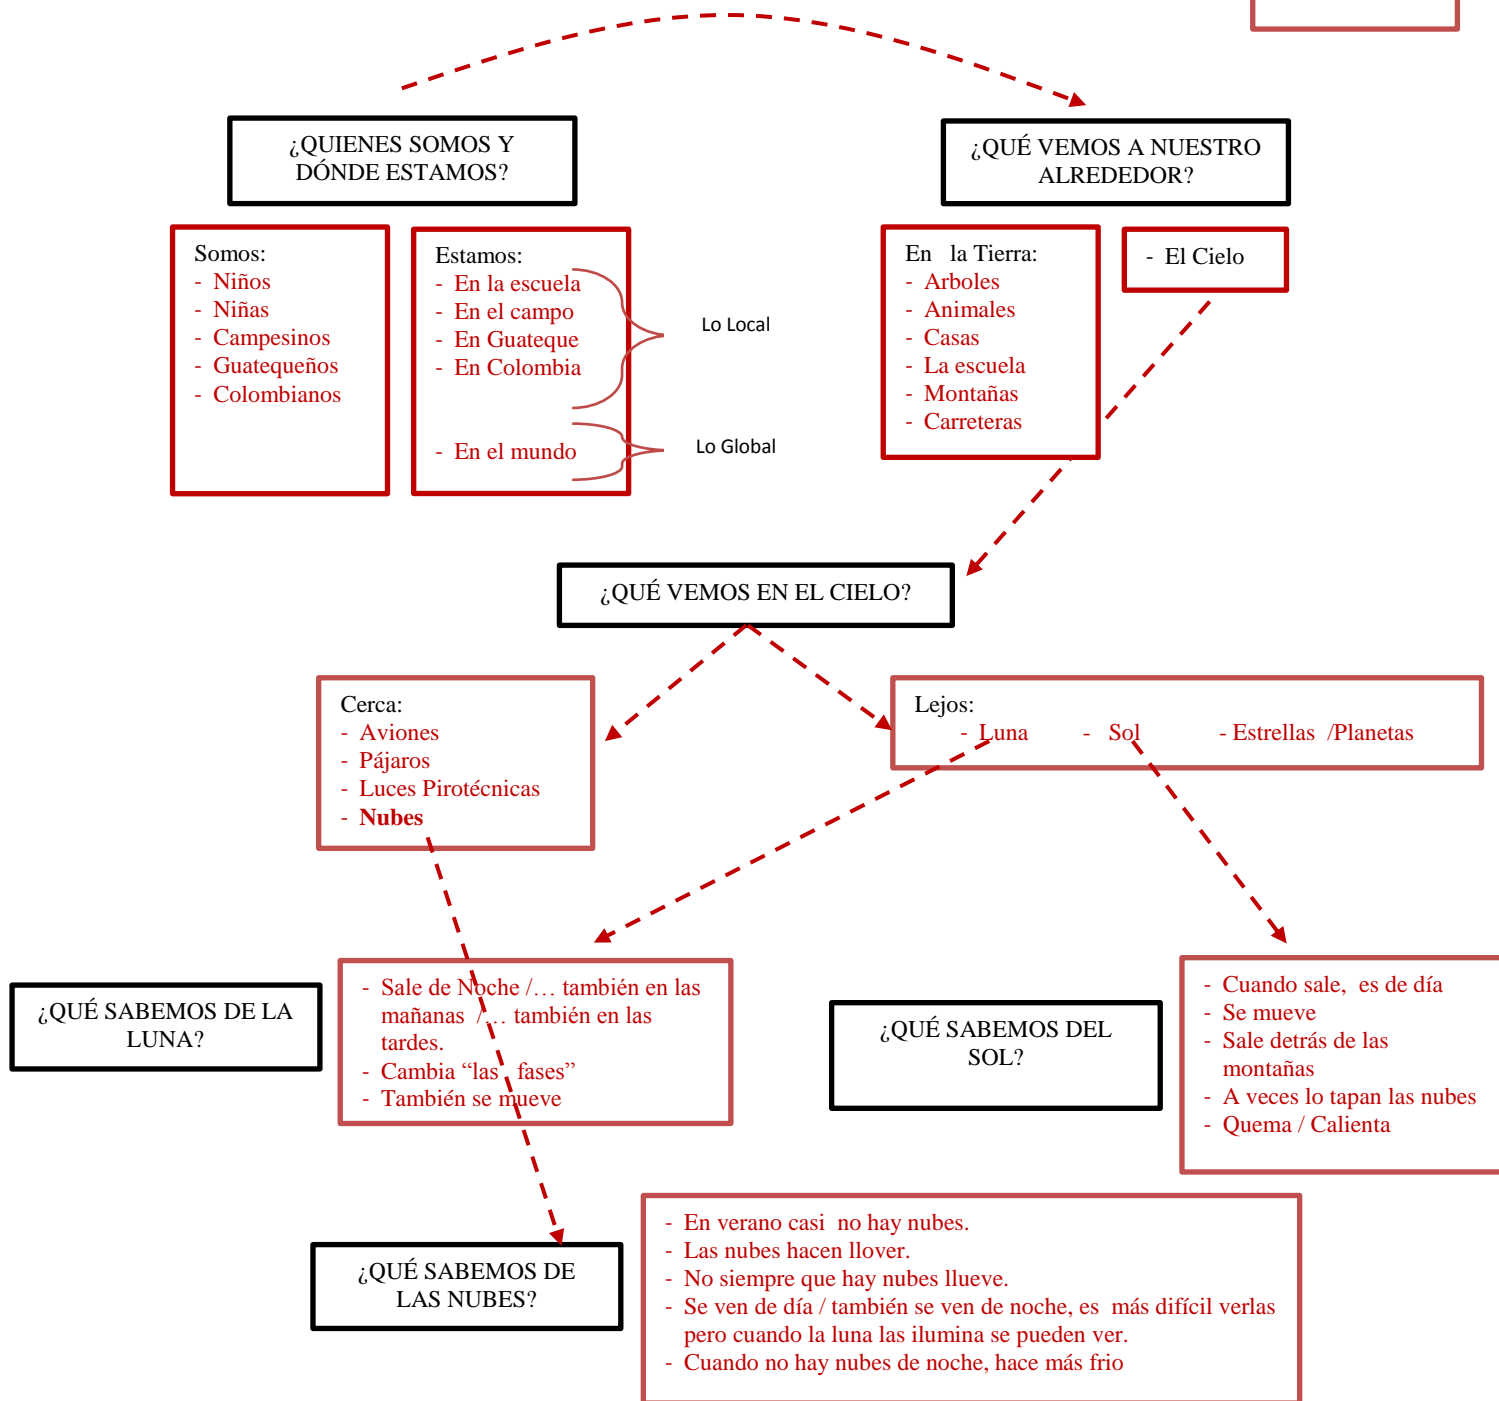 ¿QUIENES SOMOS Y
DÓNDE ESTAMOS?
¿QUÉ VEMOS A NUESTRO
ALREDEDOR?
Somos:
- Niños
- Niñas
- Campesinos
- Guatequeños
- Colombianos
Estamos:
- En la escuela
- En el campo
- En Guateque
- En Colombia
- En el mundo
Lo Local
Lo Global
En la Tierra:
- Arboles
- Animales
- Casas
- La escuela
- Montañas
- Carreteras
- El Cielo
¿QUÉ VEMOS EN EL CIELO?
Cerca:
- Aviones
- Pájaros
- Luces Pirotécnicas
- Nubes
Lejos:
- Luna - Sol - Estrellas /Planetas
¿QUÉ SABEMOS DE LA
LUNA?
- Sale de Noche /… también en las
mañanas /… también en las
tardes.
- Cambia “las fases”
- También se mueve
¿QUÉ SABEMOS DEL
SOL?
- Cuando sale, es de día
- Se mueve
- Sale detrás de las
montañas
- A veces lo tapan las nubes
- Quema / Calienta
¿QUÉ SABEMOS DE
LAS NUBES?
- En verano casi no hay nubes.
- Las nubes hacen llover.
- No siempre que hay nubes llueve.
- Se ven de día / también se ven de noche, es más difícil verlas
pero cuando la luna las ilumina se pueden ver.
- Cuando no hay nubes de noche, hace más frio